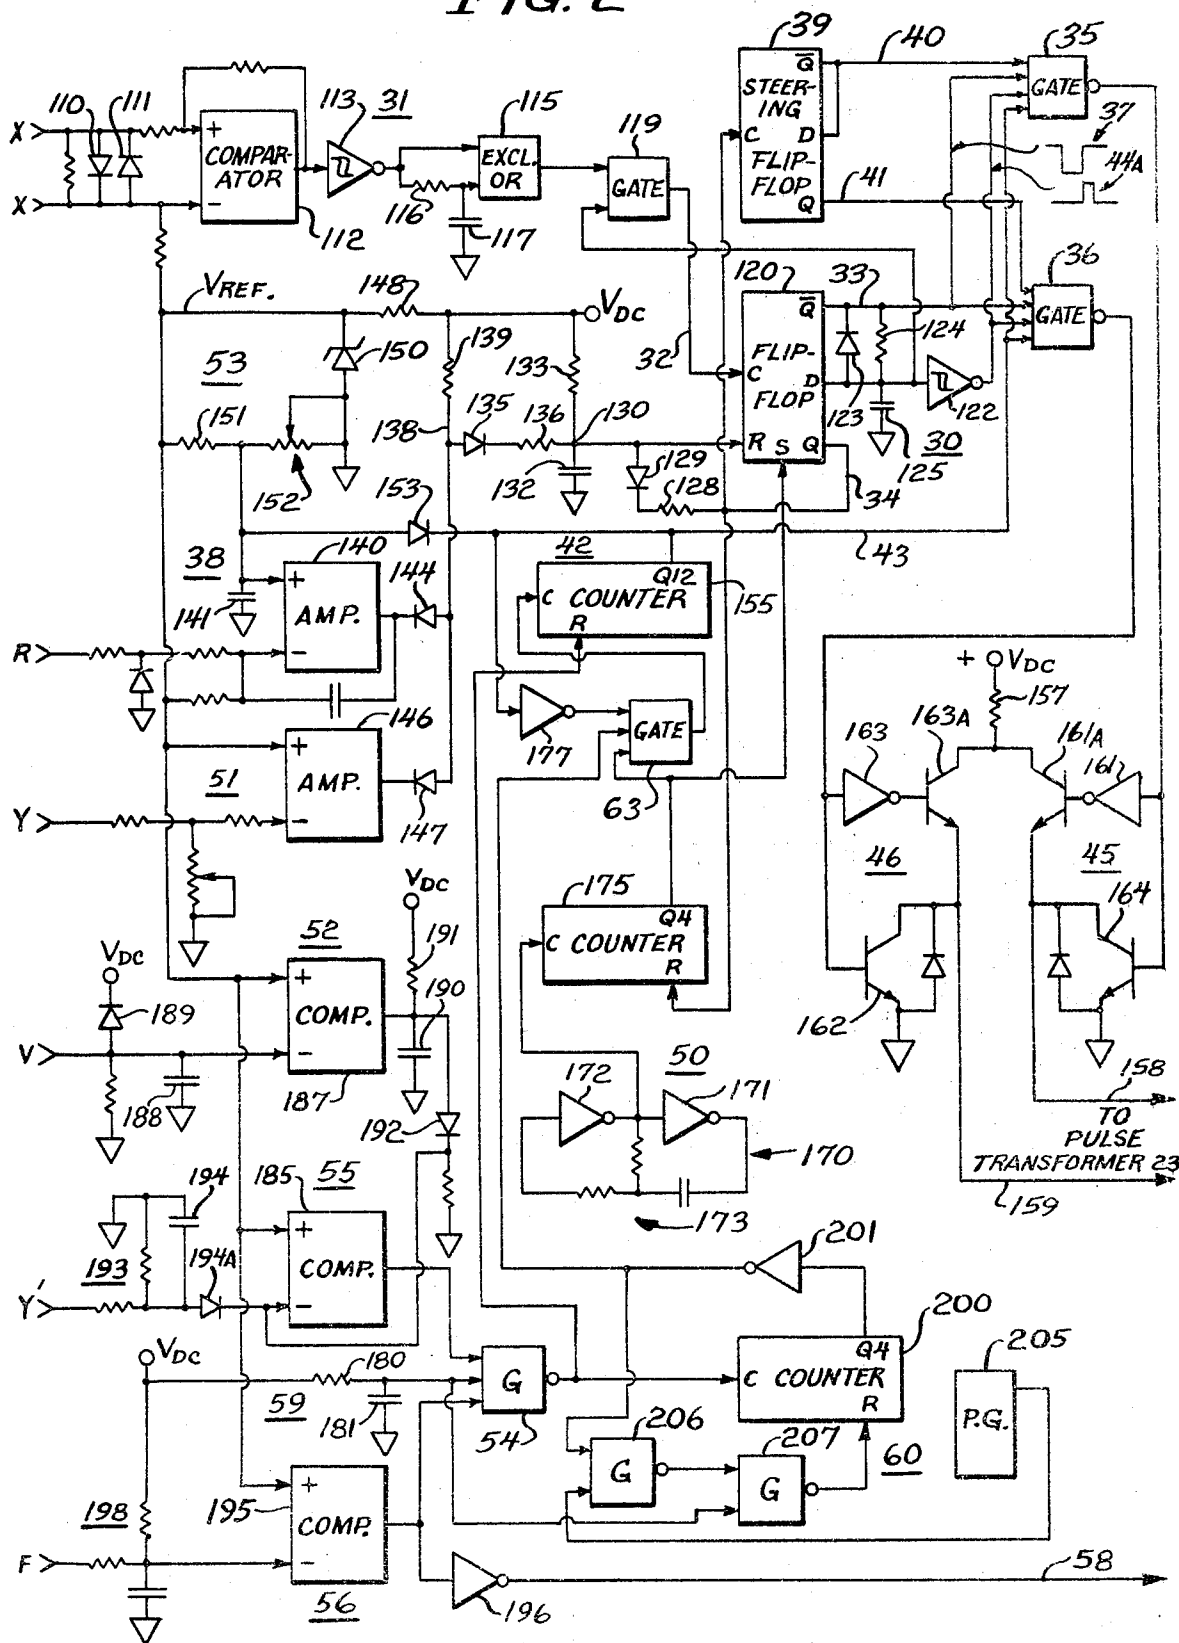 FIG. 2
39
40
35
Q̅
STEER-
ING
C
D
FLIP-
FLOP
Q
41
GATE
37
44A
110
111
X
X
+
COMPAR-
ATOR
−
112
113
31
115
EXCL.
OR
116
117
119
GATE
36
GATE
VREF.
148
VDC
139
133
32
120
Q̅
33
FLIP-
FLOP
C
D
R
S
Q
123
124
122
125
30
34
53
150
151
152
138
135
136
130
132
129
128
153
43
38
140
+
AMP.
−
141
144
42
Q12
C COUNTER
R
155
R
146
+
AMP.
−
147
51
Y
177
GATE
63
+
VDC
157
163
163A
161A
161
46
45
162
164
175
Q4
C COUNTER
R
VDC
52
191
190
VDC
189
V
188
+
COMP.
−
187
192
50
172
171
170
173
158
TO
PULSE
TRANSFORMER 23
159
185
55
194
193
194A
Y'
+
COMP.
−
201
VDC
180
59
181
G
54
200
Q4
C COUNTER
R
60
205
P.G.
206
G
207
G
198
195
F
+
COMP.
−
56
196
58